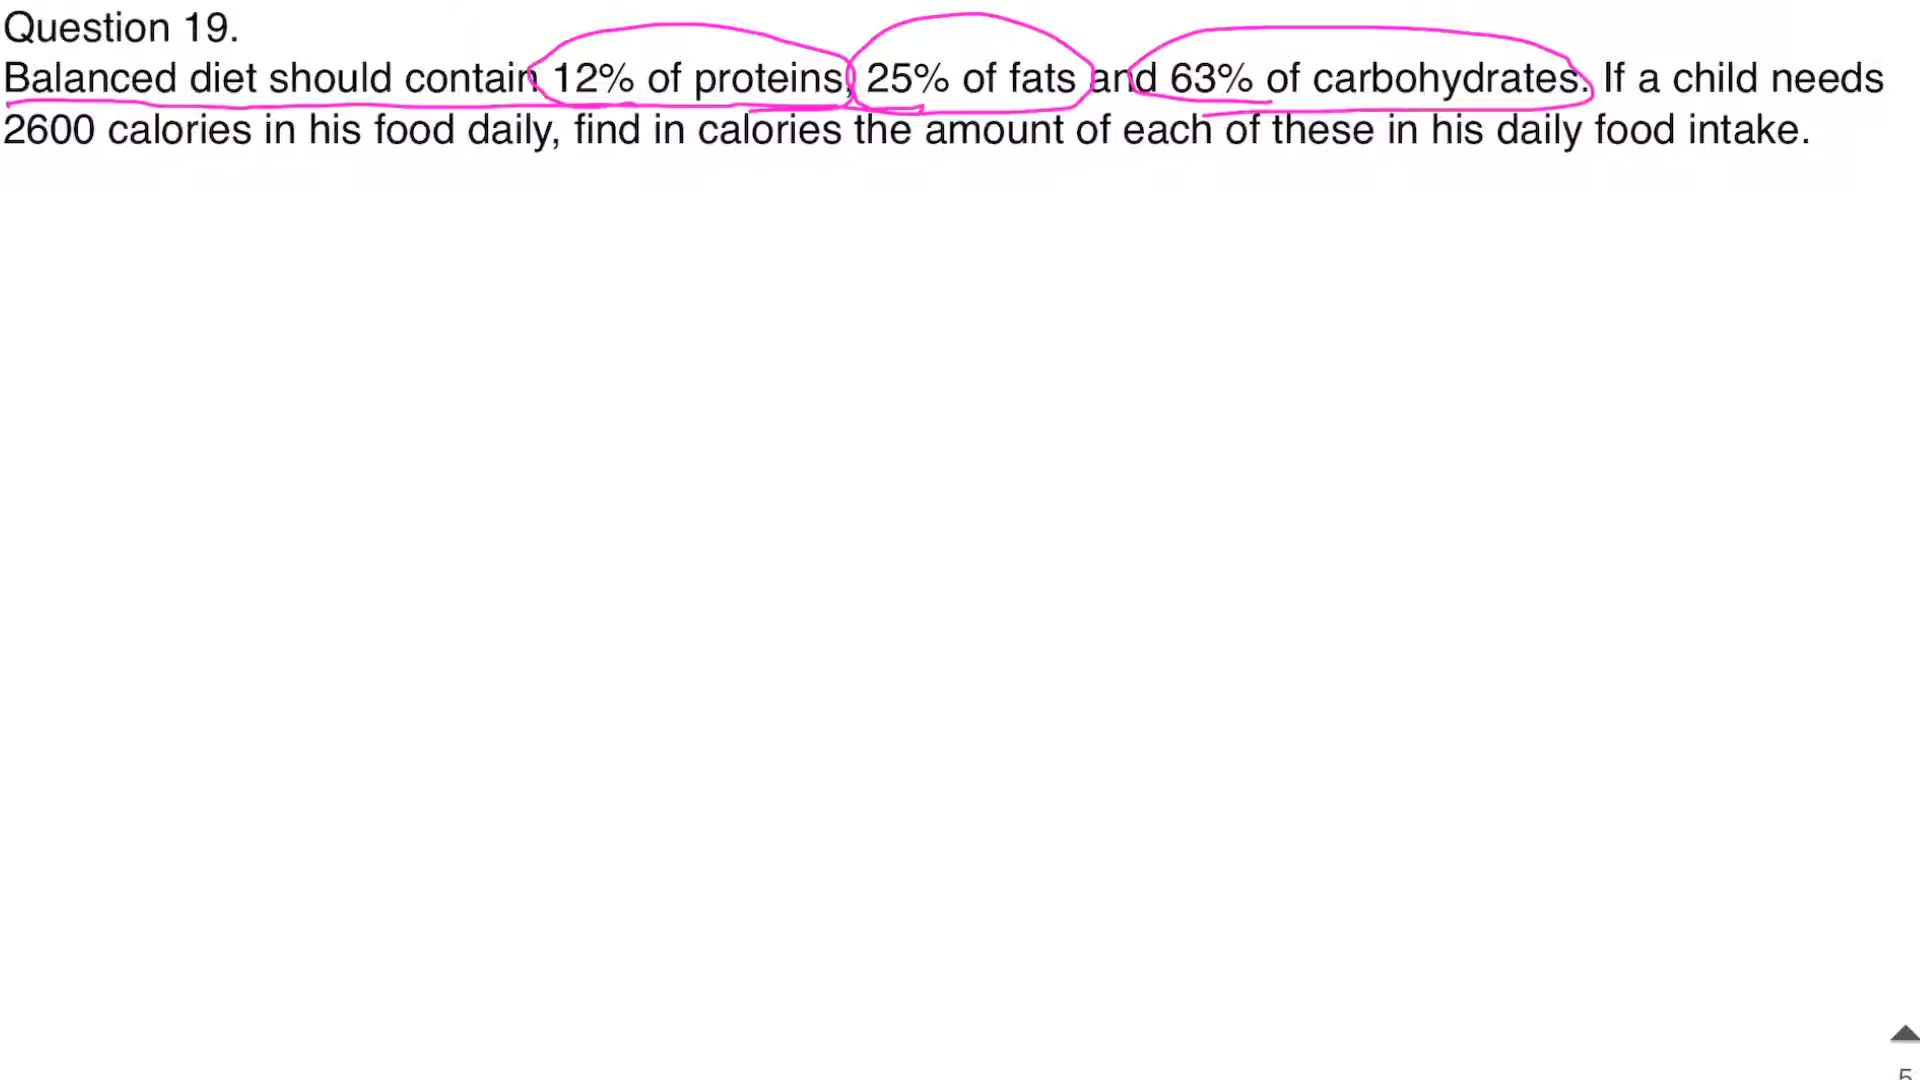 Question 19.
Balanced diet should contain 12% of proteins, 25% of fats and 63% of carbohydrates. If a child needs
2600 calories in his food daily, find in calories the amount of each of these in his daily food intake.
5